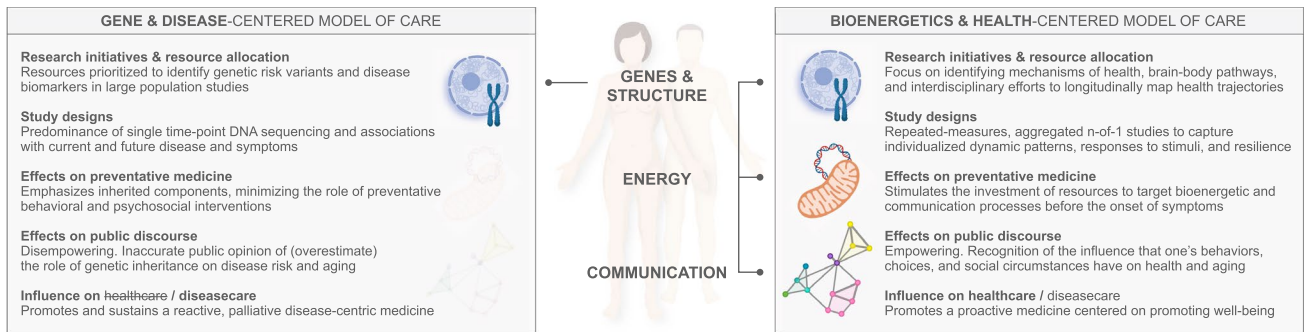 GENE & DISEASE-CENTERED MODEL OF CARE
Research initiatives & resource allocation
Resources prioritized to identify genetic risk variants and disease
biomarkers in large population studies
Study designs
Predominance of single time-point DNA sequencing and associations
with current and future disease and symptoms
Effects on preventative medicine
Emphasizes inherited components, minimizing the role of preventative
behavioral and psychosocial interventions
Effects on public discourse
Disempowering. Inaccurate public opinion of (overestimate)
the role of genetic inheritance on disease risk and aging
Influence on healthcare / diseasecare
Promotes and sustains a reactive, palliative disease-centric medicine
GENES &
STRUCTURE
ENERGY
COMMUNICATION
BIOENERGETICS & HEALTH-CENTERED MODEL OF CARE
Research initiatives & resource allocation
Focus on identifying mechanisms of health, brain-body pathways,
and interdisciplinary efforts to longitudinally map health trajectories
Study designs
Repeated-measures, aggregated n-of-1 studies to capture
individualized dynamic patterns, responses to stimuli, and resilience
Effects on preventative medicine
Stimulates the investment of resources to target bioenergetic and
communication processes before the onset of symptoms
Effects on public discourse
Empowering. Recognition of the influence that one's behaviors,
choices, and social circumstances have on health and aging
Influence on healthcare / diseasecare
Promotes a proactive medicine centered on promoting well-being